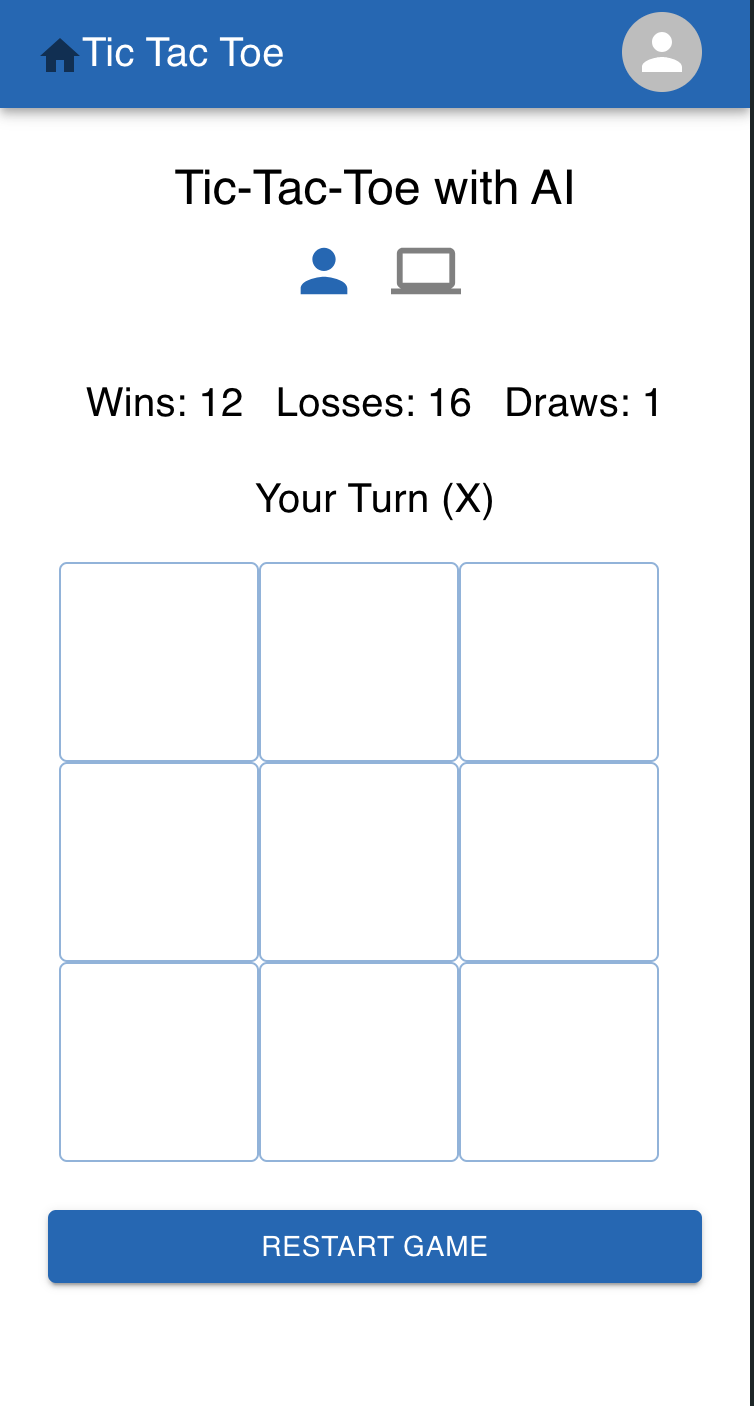 Tic Tac Toe
Tic-Tac-Toe with AI
Wins: 12 Losses: 16 Draws: 1
Your Turn (X)
RESTART GAME